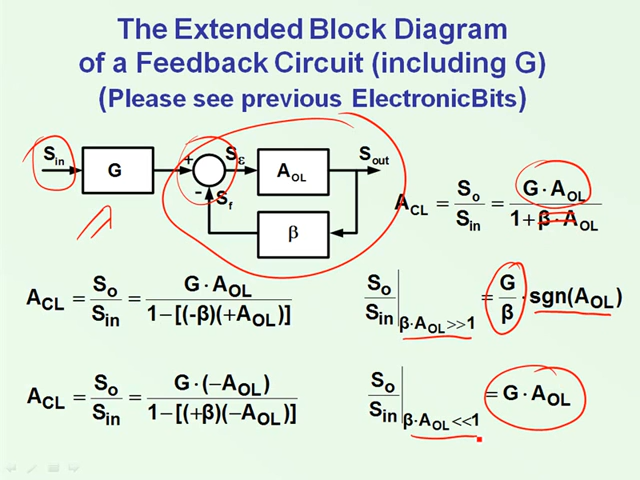 The Extended Block Diagram
of a Feedback Circuit (including G)
(Please see previous ElectronicBits)
S_in G + - S_ε A_OL S_out
S_f
β
A_CL = S_o/S_in = G·A_OL / 1+β·A_OL
A_CL = S_o/S_in = G·A_OL / 1−[(-β)(+A_OL)]
S_o/S_in | β·A_OL>>1 = G/β · sgn(A_OL)
A_CL = S_o/S_in = G·(−A_OL) / 1−[(+β)(−A_OL)]
S_o/S_in | β·A_OL<<1 = G·A_OL